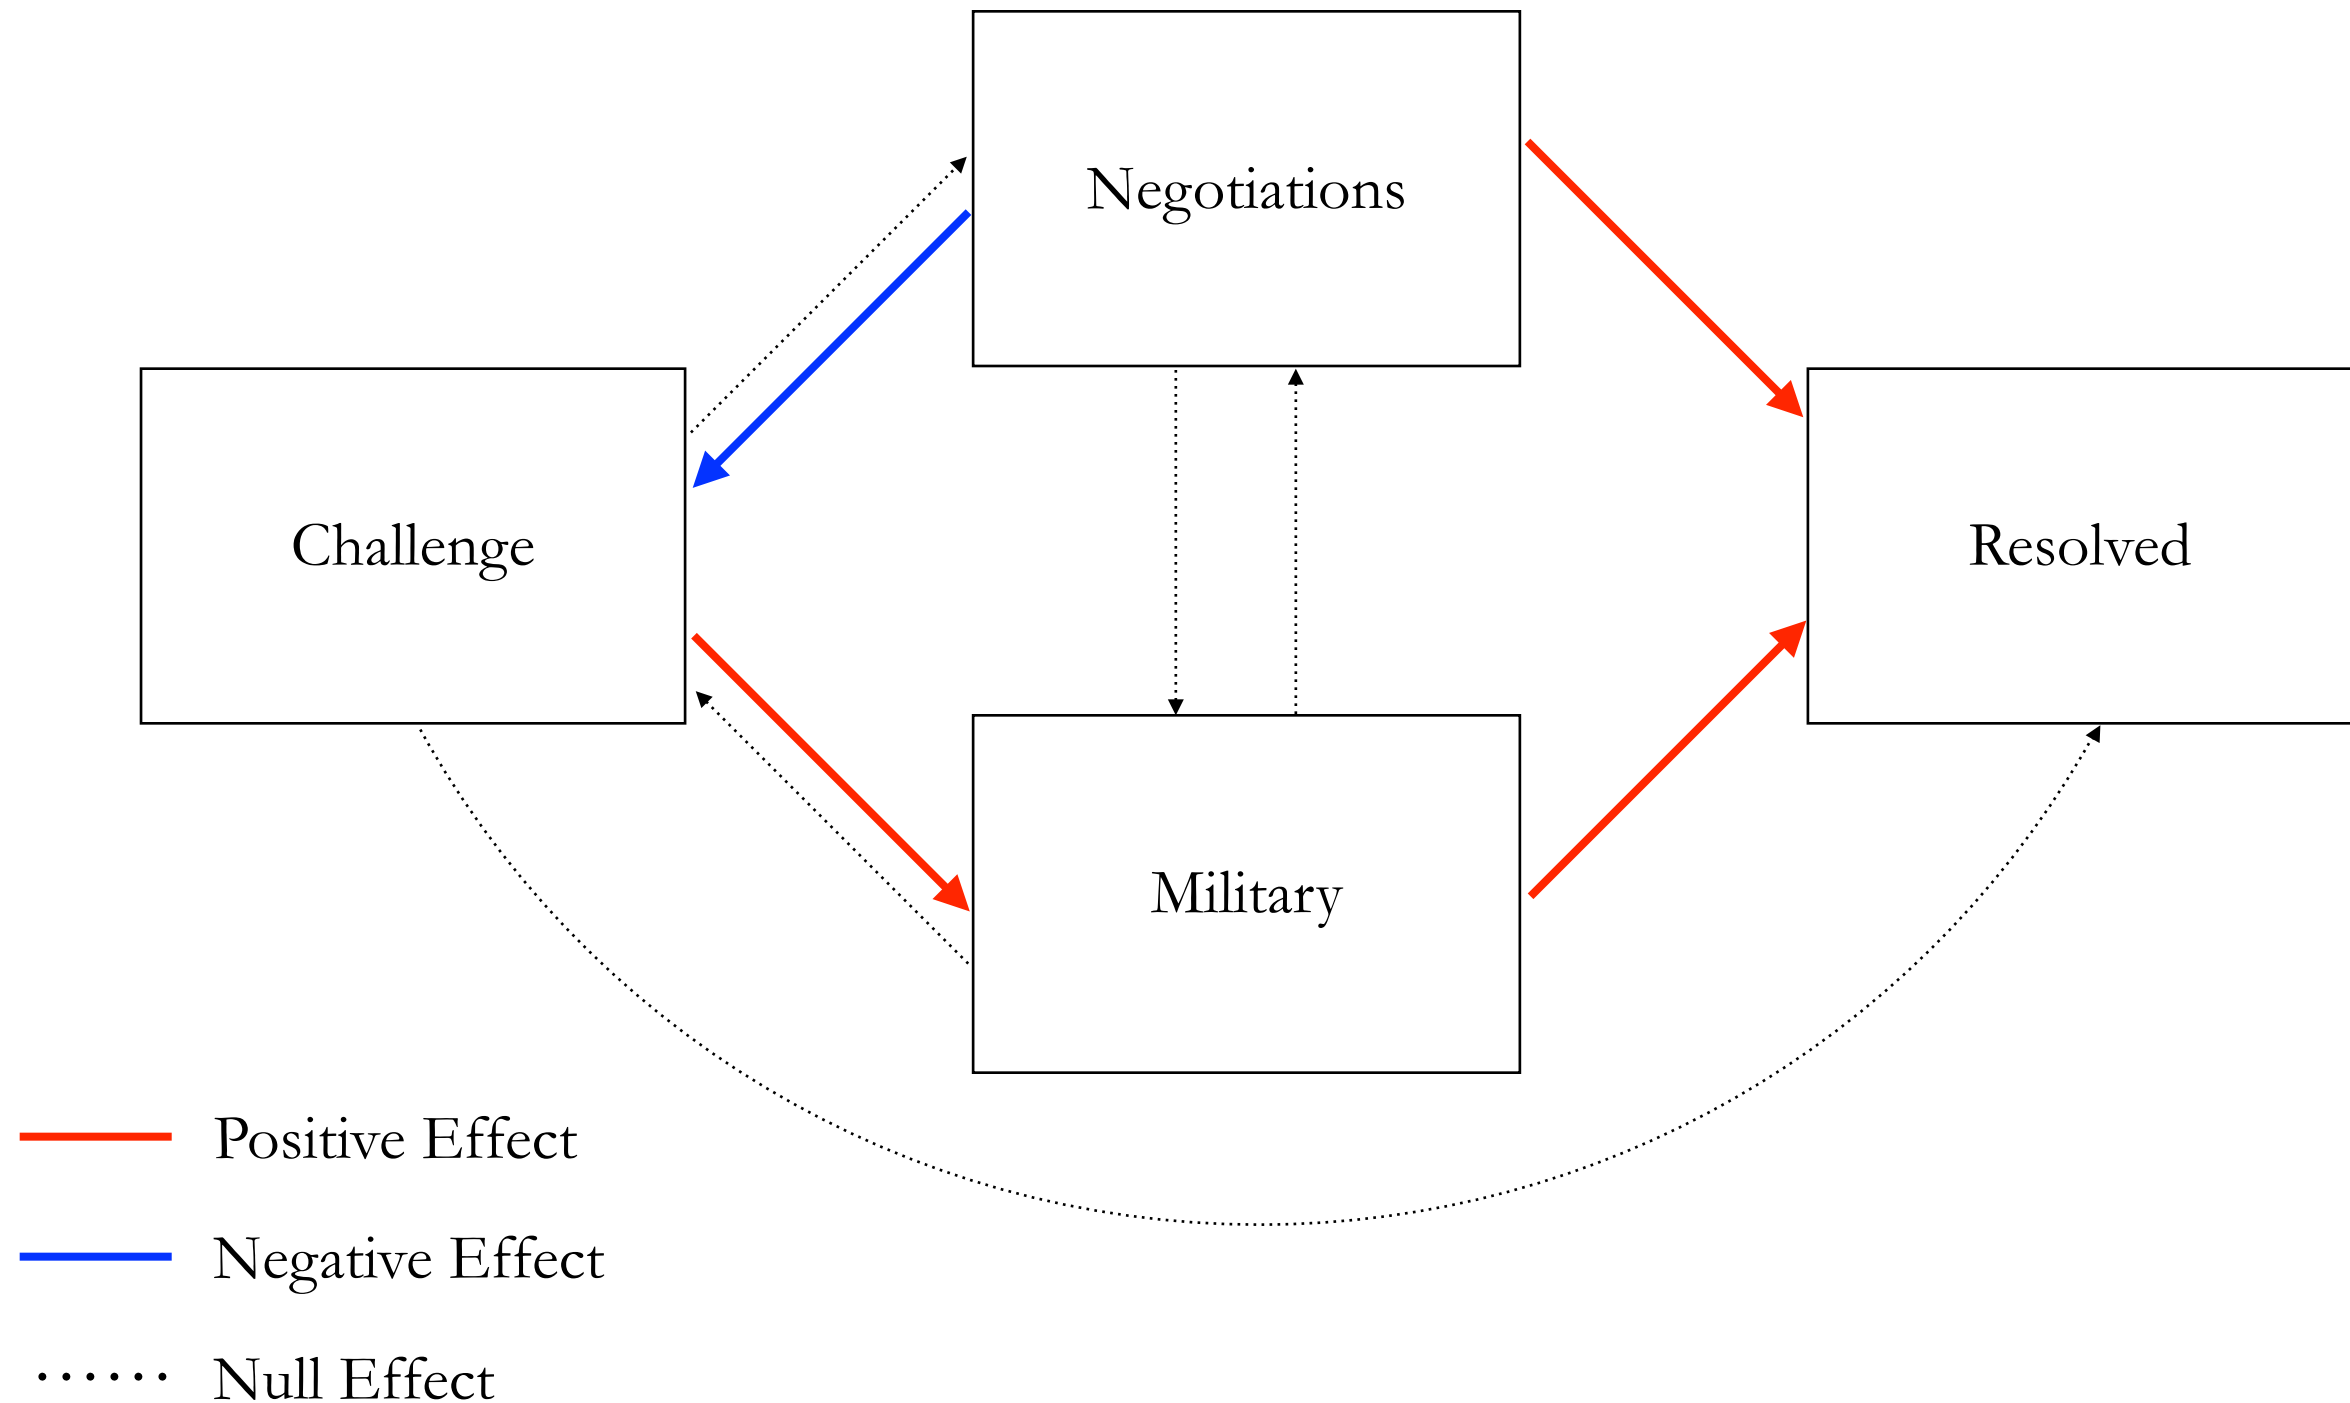 Negotiations
Challenge
Resolved
Military
Positive Effect
Negative Effect
Null Effect